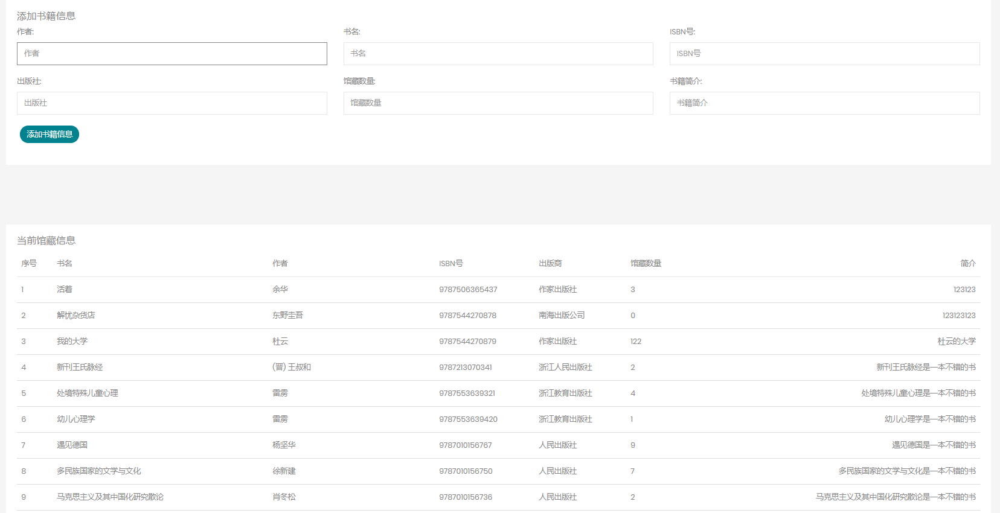 添加书籍信息
作者: 书名: ISBN号:
作者 书名 ISBN号
出版社: 馆藏数量: 书籍简介:
出版社 馆藏数量 书籍简介
添加书籍信息
当前馆藏信息
序号 书名 作者 ISBN号 出版商 馆藏数量 简介
1 活着 余华 9787506365437 作家出版社 3 123123
2 解忧杂货店 东野圭吾 9787544270878 南海出版公司 0 123123123
3 我的大学 杜云 9787544270879 作家出版社 122 杜云的大学
4 新刊王氏脉经 (晋) 王叔和 9787213070341 浙江人民出版社 2 新刊王氏脉经是一本不错的书
5 处境特殊儿童心理 雷雳 9787553639321 浙江教育出版社 4 处境特殊儿童心理是一本不错的书
6 幼儿心理学 雷雳 9787553639420 浙江教育出版社 1 幼儿心理学是一本不错的书
7 遇见德国 杨坚华 9787010156767 人民出版社 9 遇见德国是一本不错的书
8 多民族国家的文学与文化 徐新建 9787010156750 人民出版社 7 多民族国家的文学与文化是一本不错的书
9 马克思主义及其中国化研究散论 肖冬松 9787010156736 人民出版社 2 马克思主义及其中国化研究散论是一本不错的书